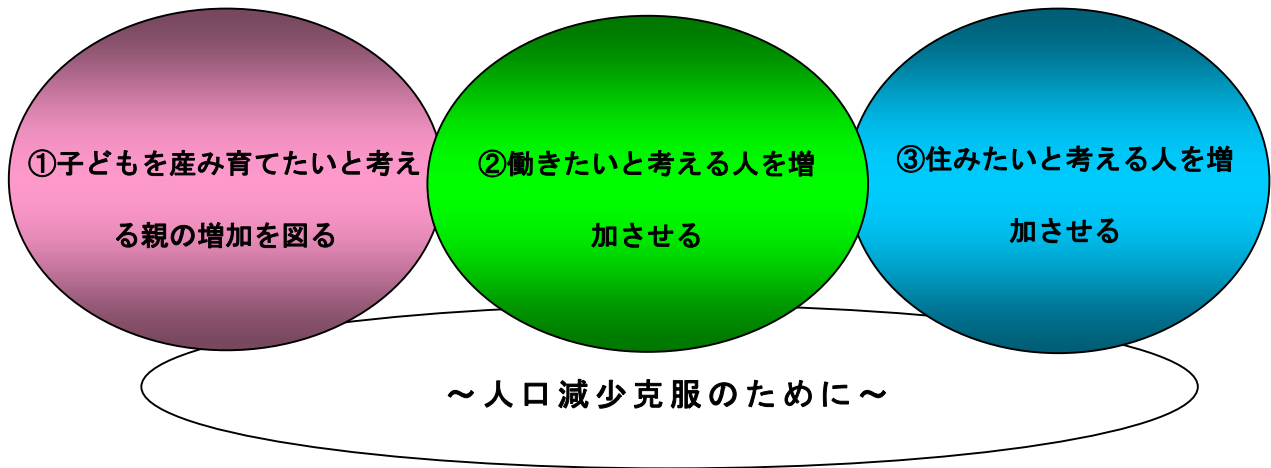 ①子どもを産み育てたいと考え
る親の増加を図る
②働きたいと考える人を増
加させる
③住みたいと考える人を増
加させる
～人口減少克服のために～